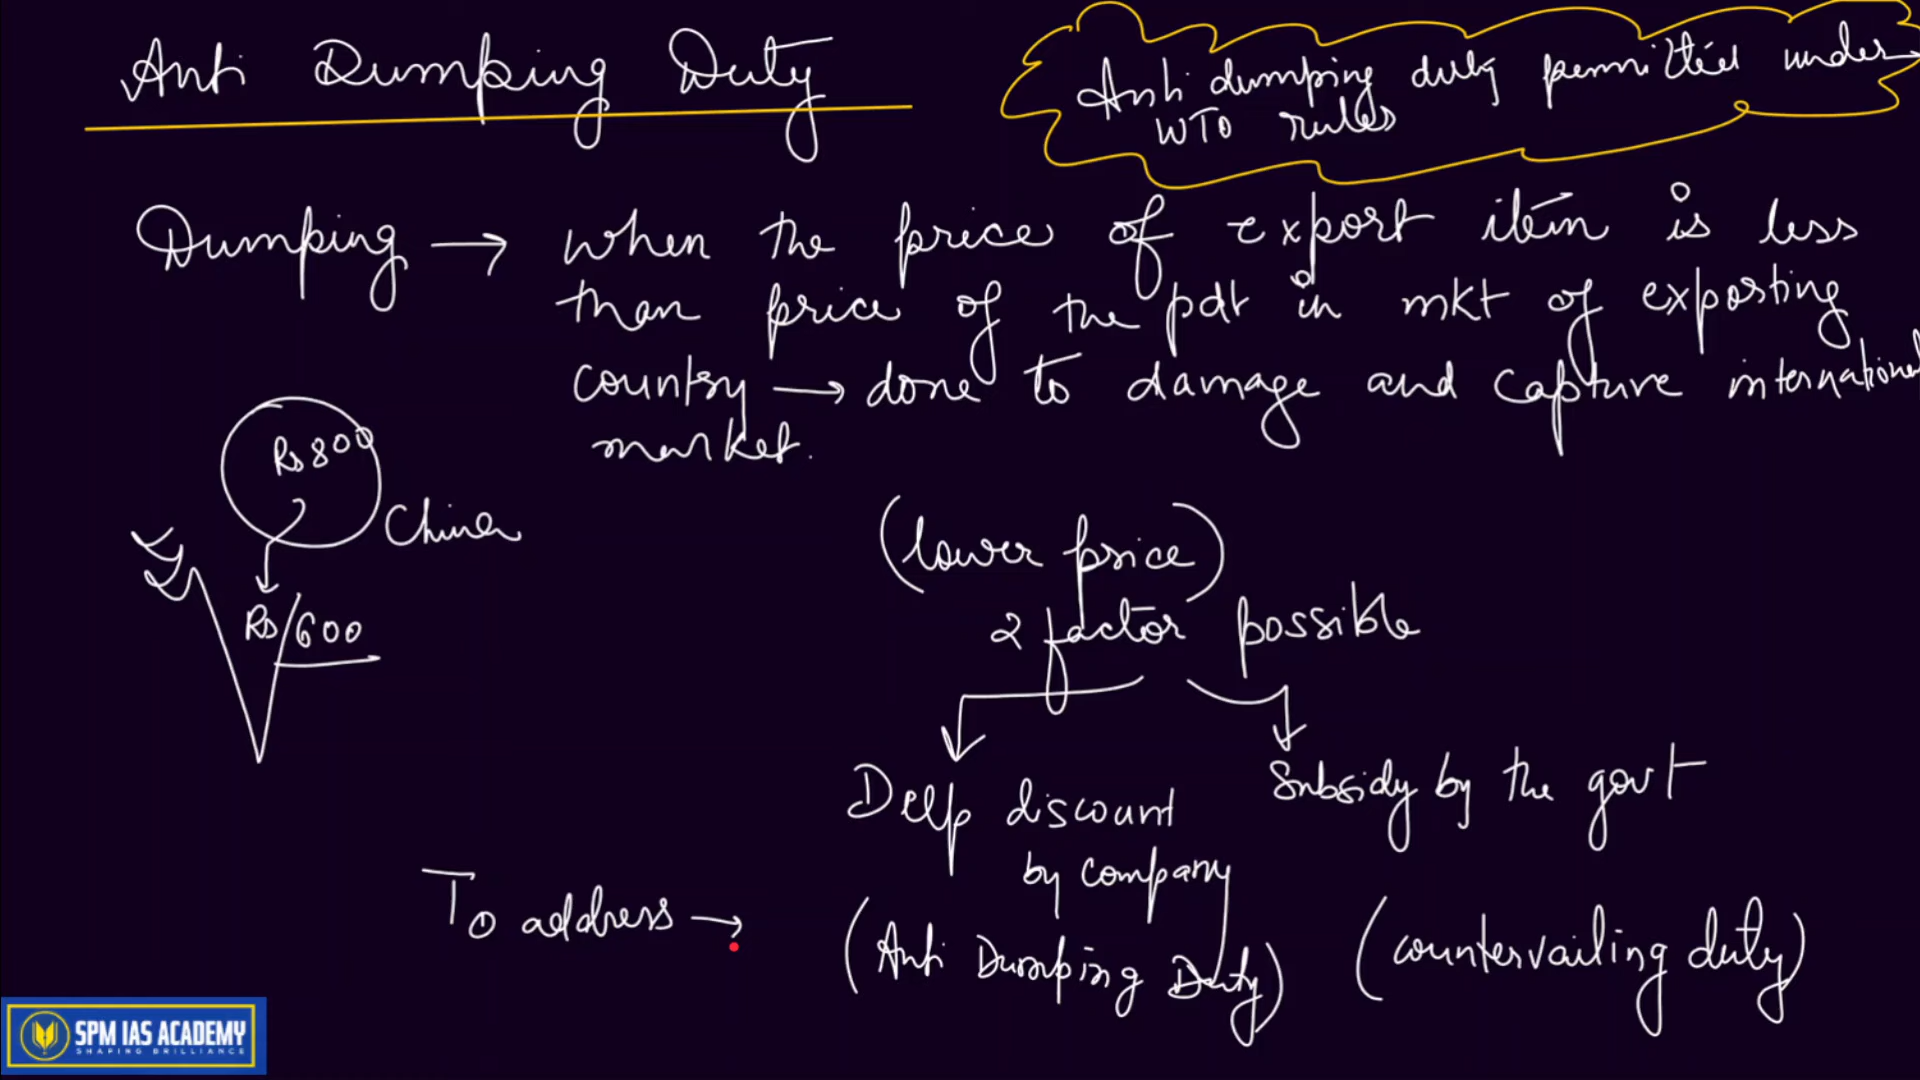 Anti Dumping Duty
Anti dumping duty permitted under
WTO rules
Dumping → when the price of export item is less
than price of the pdt in mkt of exporting
country → done to damage and capture international
market.
Rs 800
China
Rs/600
(lower price)
2 factor possible
Deep discount
by company
Subsidy by the govt
To address →
(Anti Dumping Duty)
(countervailing duty)
SPM IAS ACADEMY
SHAPING BRILLIANCE